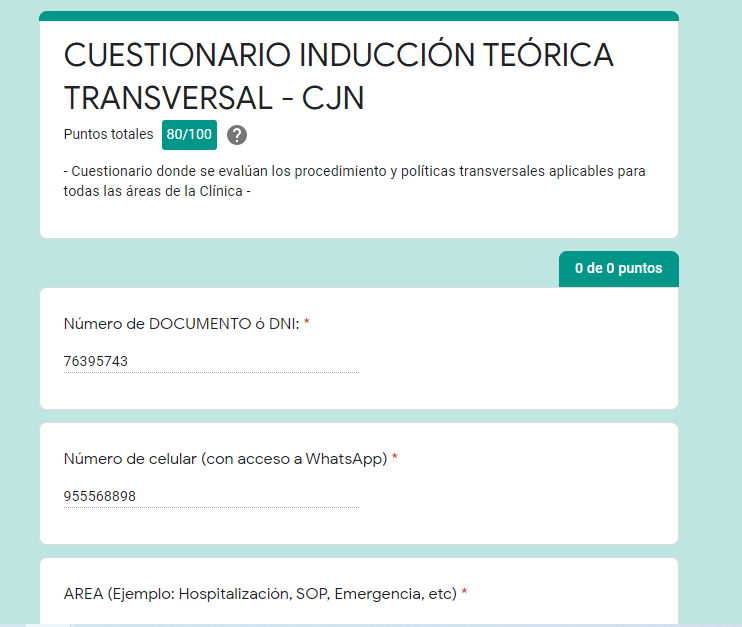 CUESTIONARIO INDUCCIÓN TEÓRICA
TRANSVERSAL - CJN
Puntos totales 80/100 ?
- Cuestionario donde se evalúan los procedimiento y políticas transversales aplicables para
todas las áreas de la Clínica -
0 de 0 puntos
Número de DOCUMENTO ó DNI: *
76395743
Número de celular (con acceso a WhatsApp) *
955568898
AREA (Ejemplo: Hospitalización, SOP, Emergencia, etc) *